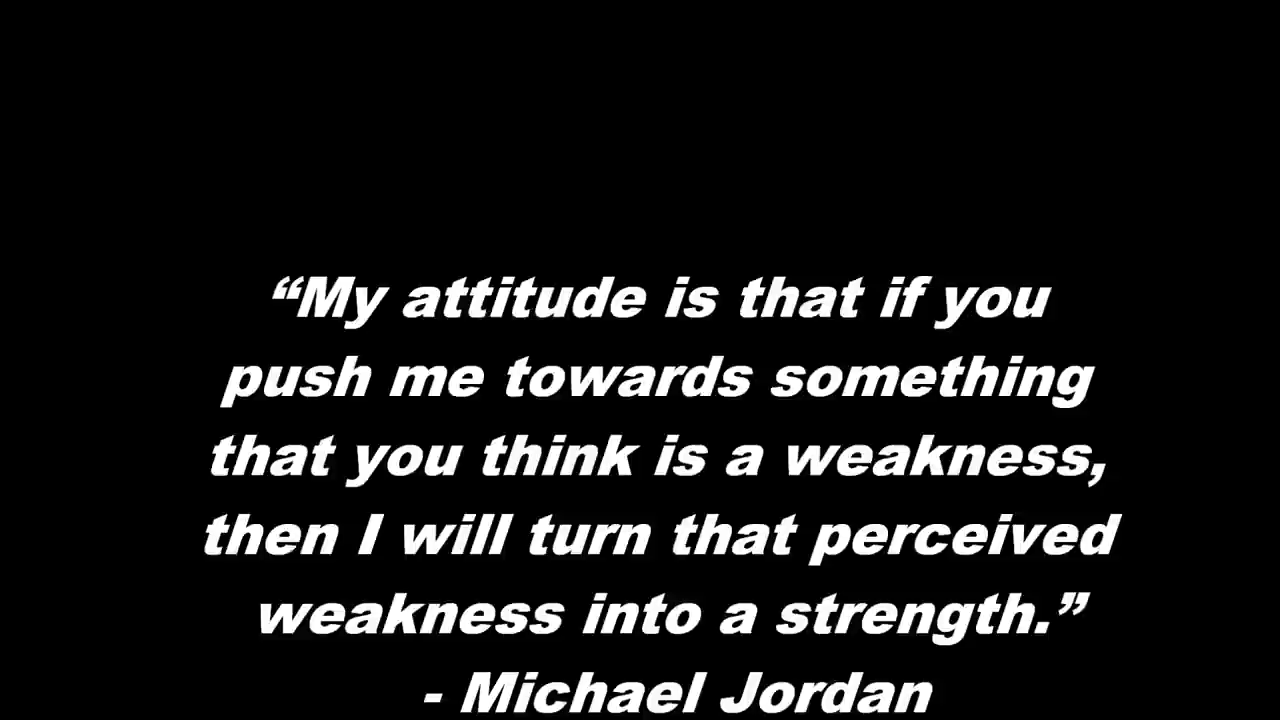 “My attitude is that if you
push me towards something
that you think is a weakness,
then I will turn that perceived
weakness into a strength.”
- Michael Jordan